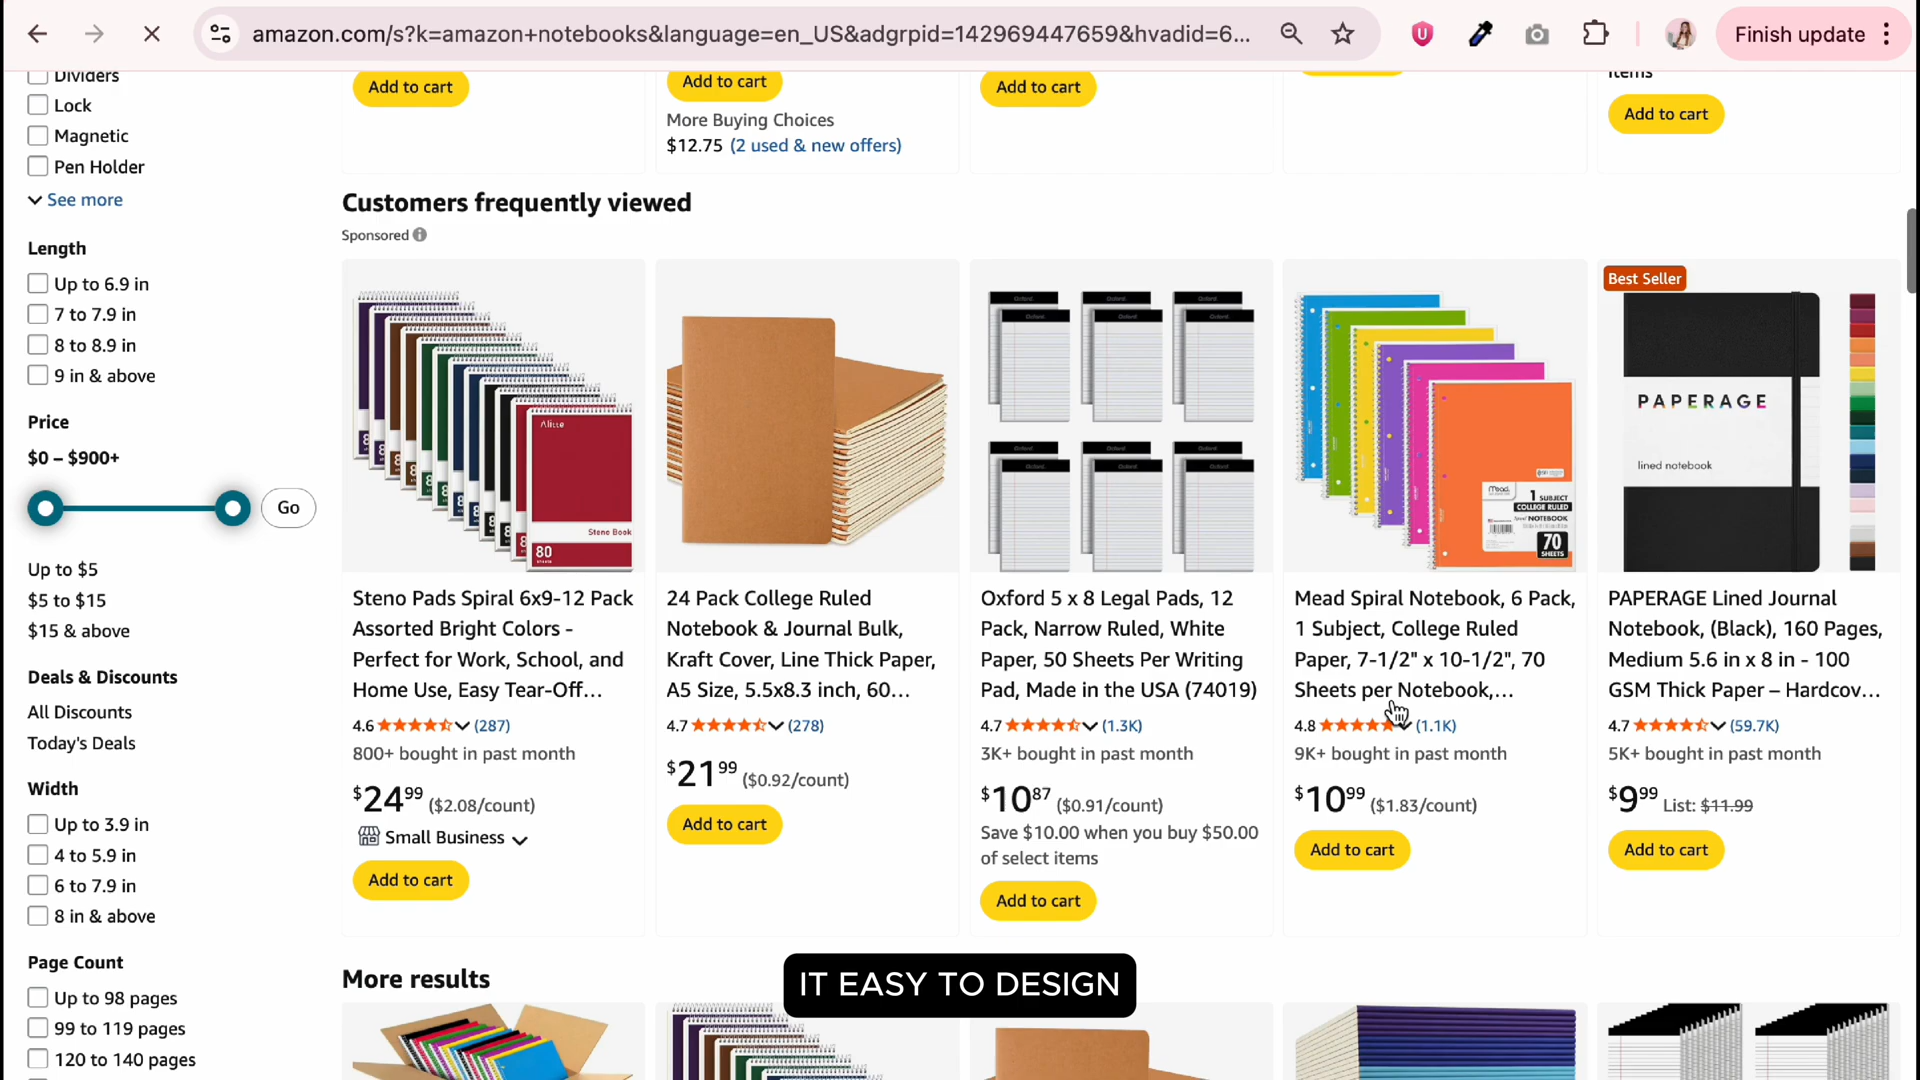 amazon.com/s?k=amazon+notebooks&language=en_US&adgrpid=142969447659&hvadid=6...
Finish update
Dividers
Lock
Magnetic
Pen Holder
See more
Length
Up to 6.9 in
7 to 7.9 in
8 to 8.9 in
9 in & above
Price
$0 – $900+
Go
Up to $5
$5 to $15
$15 & above
Deals & Discounts
All Discounts
Today's Deals
Width
Up to 3.9 in
4 to 5.9 in
6 to 7.9 in
8 in & above
Page Count
Up to 98 pages
99 to 119 pages
120 to 140 pages
Add to cart
Add to cart
More Buying Choices
$12.75 (2 used & new offers)
Add to cart
items
Add to cart
Customers frequently viewed
Sponsored
Steno Book
80
Steno Pads Spiral 6x9-12 Pack
Assorted Bright Colors -
Perfect for Work, School, and
Home Use, Easy Tear-Off...
4.6 (287)
800+ bought in past month
$24.99 ($2.08/count)
Small Business
Add to cart
24 Pack College Ruled
Notebook & Journal Bulk,
Kraft Cover, Line Thick Paper,
A5 Size, 5.5x8.3 inch, 60...
4.7 (278)
$21.99 ($0.92/count)
Add to cart
Oxford 5 x 8 Legal Pads, 12
Pack, Narrow Ruled, White
Paper, 50 Sheets Per Writing
Pad, Made in the USA (74019)
4.7 (1.3K)
3K+ bought in past month
$10.87 ($0.91/count)
Save $10.00 when you buy $50.00
of select items
Add to cart
Mead
1 SUBJECT
COLLEGE RULED
NOTEBOOK
70
SHEETS
Mead Spiral Notebook, 6 Pack,
1 Subject, College Ruled
Paper, 7-1/2" x 10-1/2", 70
Sheets per Notebook,...
4.8 (1.1K)
9K+ bought in past month
$10.99 ($1.83/count)
Add to cart
Best Seller
PAPERAGE
lined notebook
PAPERAGE Lined Journal
Notebook, (Black), 160 Pages,
Medium 5.6 in x 8 in - 100
GSM Thick Paper – Hardcov...
4.7 (59.7K)
5K+ bought in past month
$9.99 List: $11.99
Add to cart
More results
IT EASY TO DESIGN